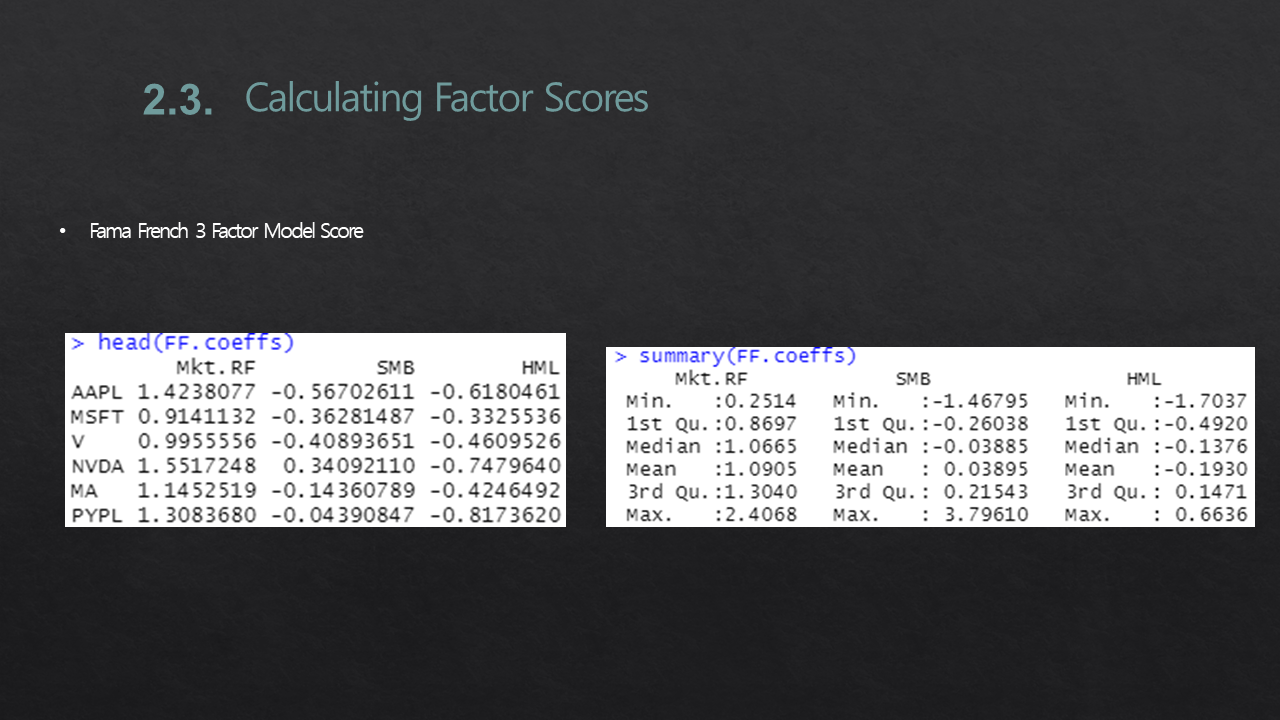 2.3. Calculating Factor Scores
• Fama French 3 Factor Model Score
> head(FF.coeffs)
Mkt.RF SMB HML
AAPL 1.4238077 -0.56702611 -0.6180461
MSFT 0.9141132 -0.36281487 -0.3325536
V 0.9955556 -0.40893651 -0.4609526
NVDA 1.5517248 0.34092110 -0.7479640
MA 1.1452519 -0.14360789 -0.4246492
PYPL 1.3083680 -0.04390847 -0.8173620
> summary(FF.coeffs)
Mkt.RF SMB HML
Min. :0.2514 Min. :-1.46795 Min. :-1.7037
1st Qu.:0.8697 1st Qu.:-0.26038 1st Qu.:-0.4920
Median :1.0665 Median :-0.03885 Median :-0.1376
Mean :1.0905 Mean : 0.03895 Mean :-0.1930
3rd Qu.:1.3040 3rd Qu.: 0.21543 3rd Qu.: 0.1471
Max. :2.4068 Max. : 3.79610 Max. : 0.6636